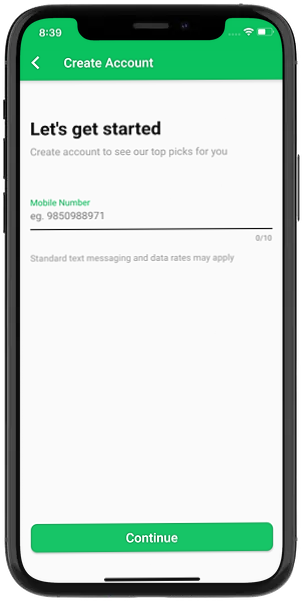 8:39
Create Account
Let's get started
Create account to see our top picks for you
Mobile Number
eg. 9850988971
0/10
Standard text messaging and data rates may apply
Continue